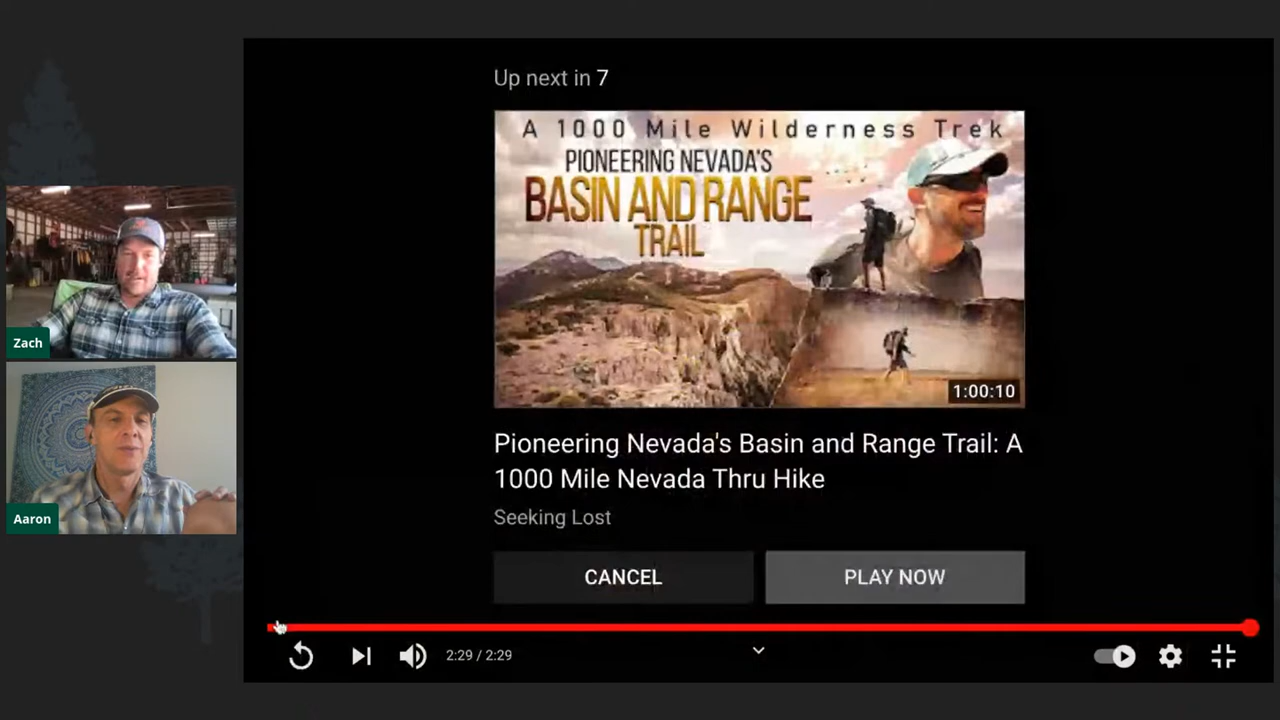 Up next in 7
A 1000 Mile Wilderness Trek
PIONEERING NEVADA'S
BASIN AND RANGE
TRAIL
1:00:10
Pioneering Nevada's Basin and Range Trail: A
1000 Mile Nevada Thru Hike
Seeking Lost
CANCEL
PLAY NOW
2:29 / 2:29
Zach
Aaron